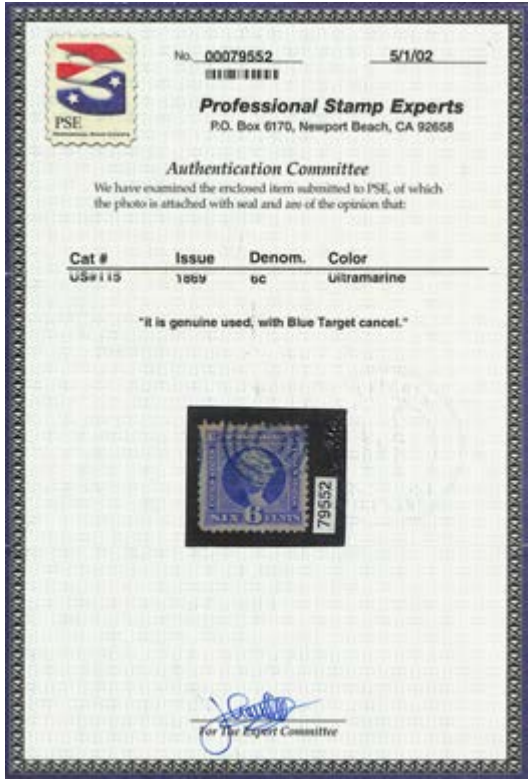 PSE
No. 00079552
5/1/02
Professional Stamp Experts
P.O. Box 6170, Newport Beach, CA 92658
Authentication Committee
We have examined the enclosed item submitted to PSE, of which
the photo is attached with seal and are of the opinion that:
Cat # Issue Denom. Color
US#115 1869 6c Ultramarine
"it is genuine used, with Blue Target cancel."
SIX 6 CENTS
79552
For The Expert Committee